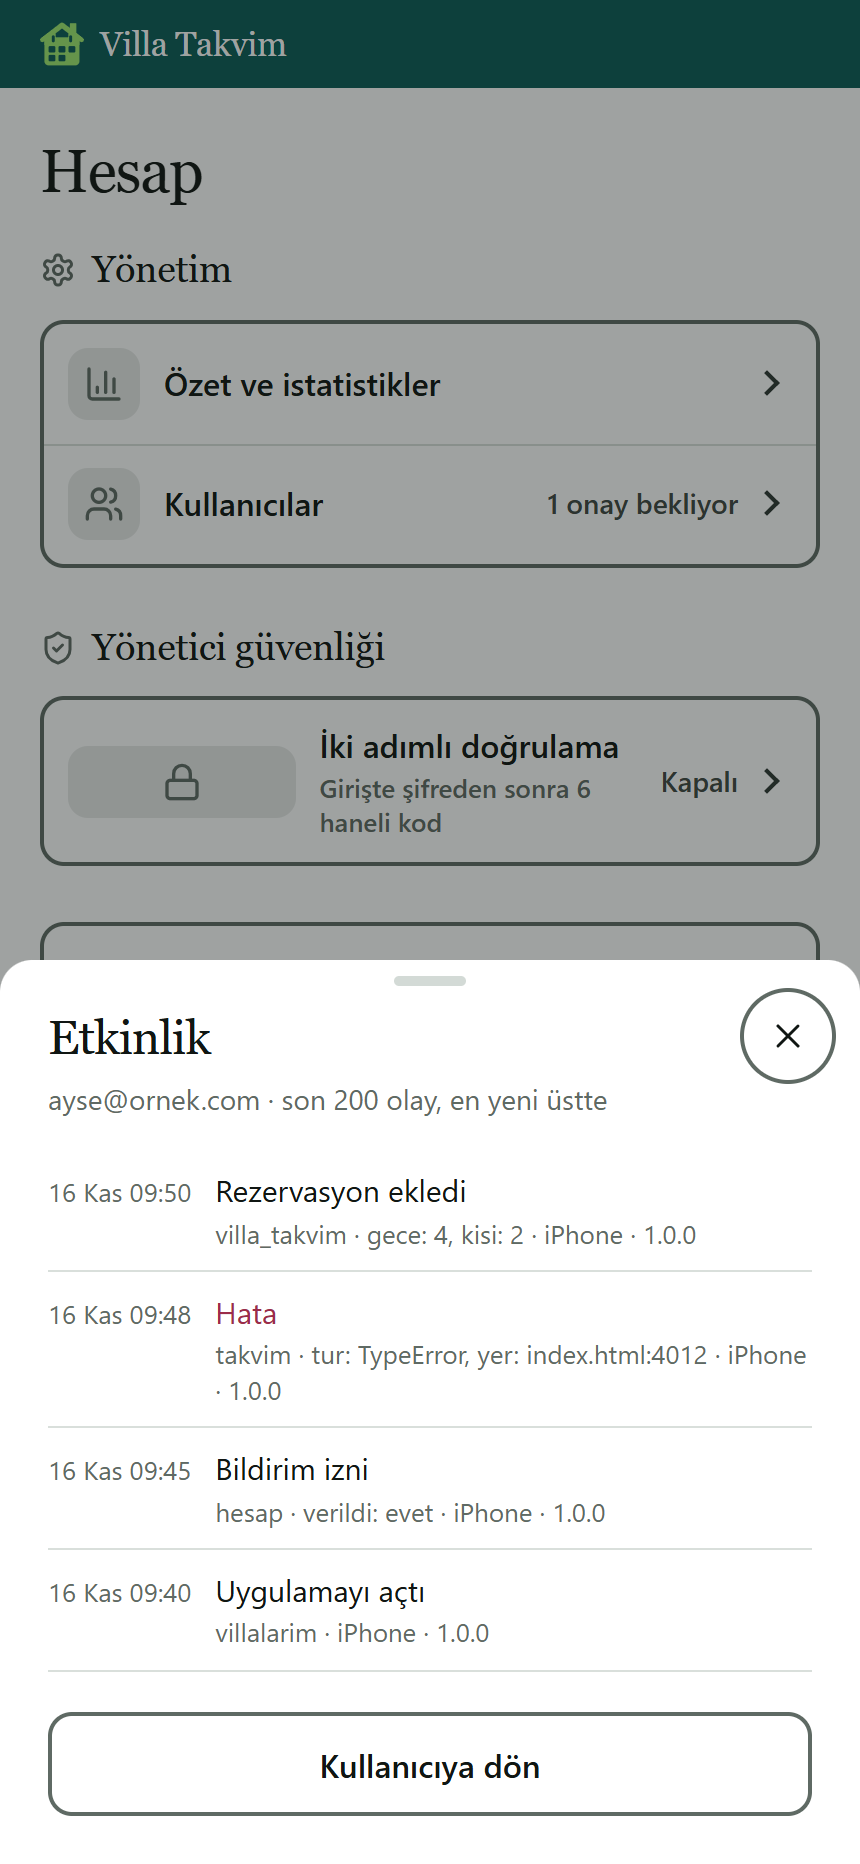 Villa Takvim
Hesap
Yönetim
Özet ve istatistikler
Kullanıcılar
1 onay bekliyor
Yönetici güvenliği
İki adımlı doğrulama
Girişte şifreden sonra 6
haneli kod
Kapalı
Etkinlik
ayse@ornek.com · son 200 olay, en yeni üstte
16 Kas 09:50
Rezervasyon ekledi
villa_takvim · gece: 4, kisi: 2 · iPhone · 1.0.0
16 Kas 09:48
Hata
takvim · tur: TypeError, yer: index.html:4012 · iPhone
· 1.0.0
16 Kas 09:45
Bildirim izni
hesap · verildi: evet · iPhone · 1.0.0
16 Kas 09:40
Uygulamayı açtı
villalarim · iPhone · 1.0.0
Kullanıcıya dön